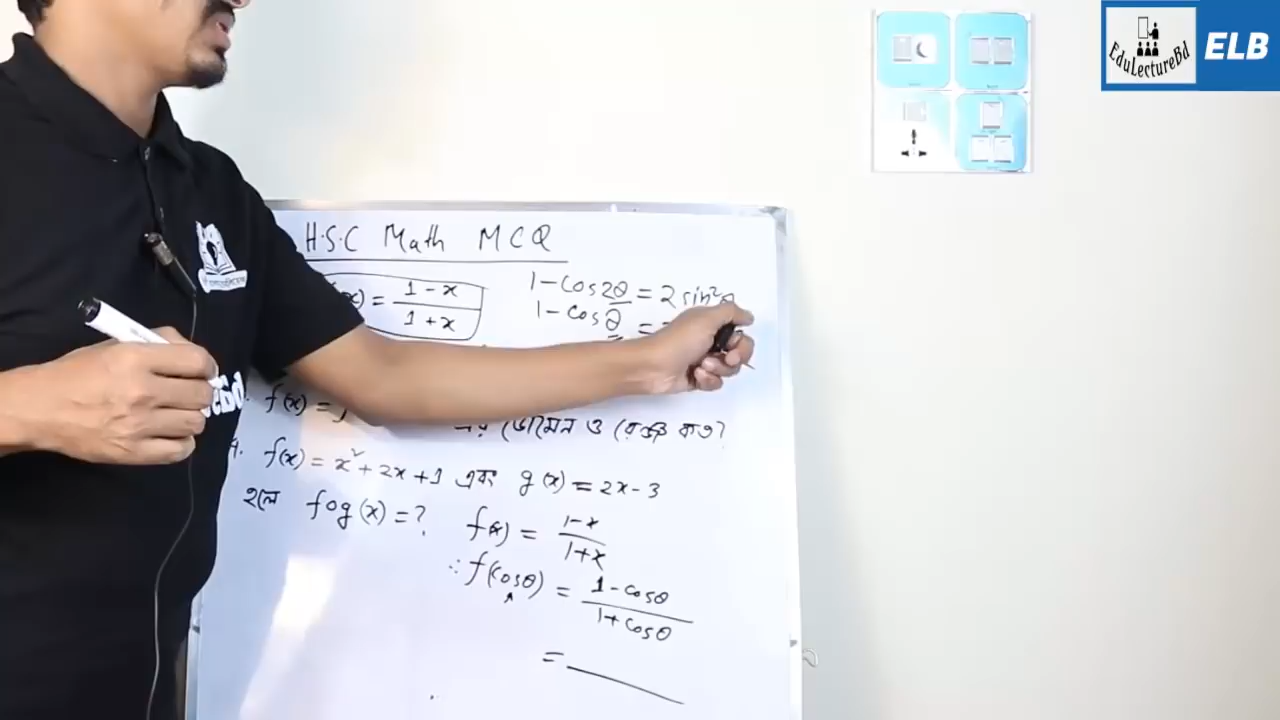 EduLectureBd
ELB
H.S.C Math MCQ
= 1-x / 1+x
1-cos2θ = 2 sin²θ
1-cosθ =
f(x) =
ডোমেন ও রেঞ্জ কত?
f(x) = x²+2x+1 এবং g(x) = 2x-3
হলে fog(x) = ?
f(x) = 1-x / 1+x
∴ f(cosθ) = 1-cosθ / 1+cosθ
=